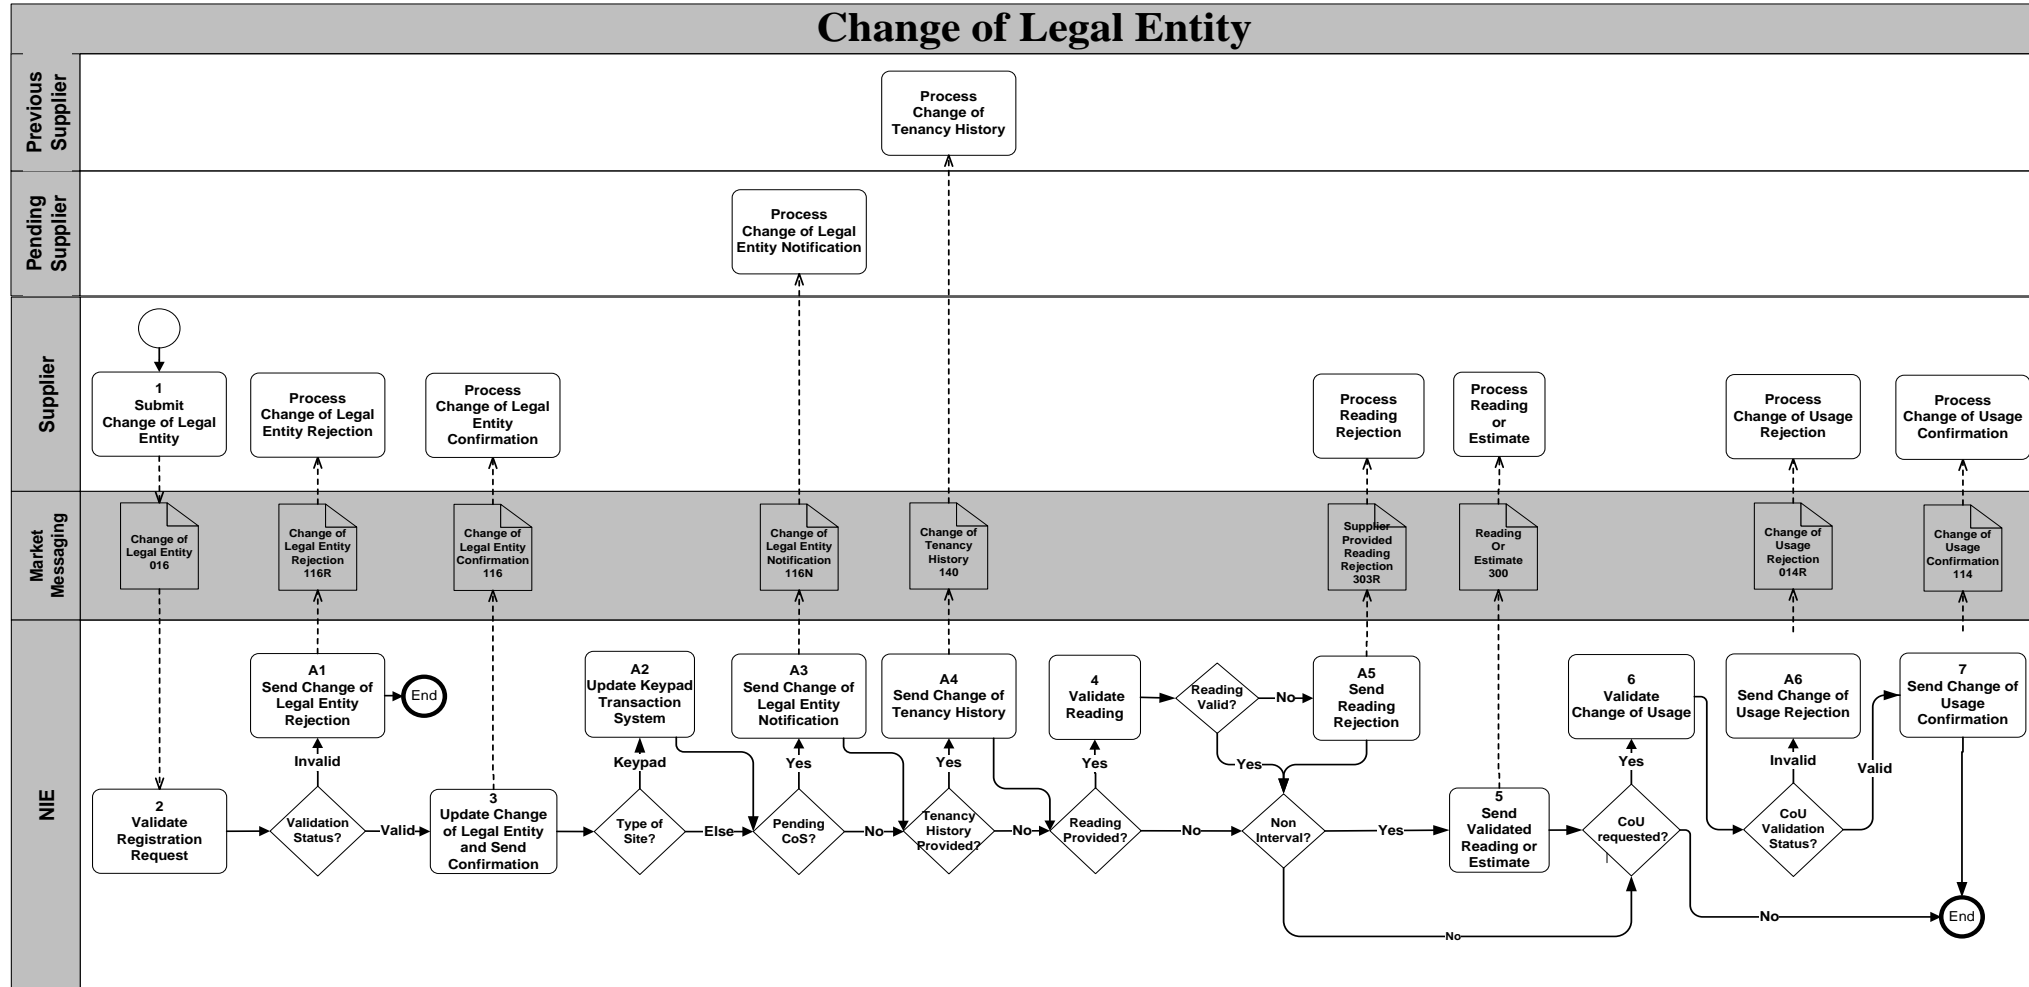 Change of Legal Entity
Previous
Supplier
Process
Change of
Tenancy History
Pending
Supplier
Process
Change of Legal
Entity Notification
Supplier
1
Submit
Change of Legal
Entity
Process
Change of Legal
Entity Rejection
Process
Change of Legal
Entity
Confirmation
Process
Reading
Rejection
Process
Reading
or
Estimate
Process
Change of Usage
Rejection
Process
Change of Usage
Confirmation
Market
Messaging
Change of
Legal Entity
016
Change of
Legal Entity
Rejection
116R
Change of
Legal Entity
Confirmation
116
Change of
Legal Entity
Notification
116N
Change of
Tenancy
History
140
Supplier
Provided
Reading
Rejection
303R
Reading
Or
Estimate
300
Change of
Usage
Rejection
014R
Change of
Usage
Confirmation
114
NIE
A1
Send Change of
Legal Entity
Rejection
End
A2
Update Keypad
Transaction
System
A3
Send Change of
Legal Entity
Notification
A4
Send Change of
Tenancy History
4
Validate
Reading
Reading
Valid?
No
A5
Send
Reading
Rejection
6
Validate
Change of Usage
A6
Send Change of
Usage Rejection
7
Send Change of
Usage
Confirmation
Invalid
Keypad
Yes
Yes
Yes
Yes
Yes
Invalid
Valid
2
Validate
Registration
Request
Validation
Status?
Valid
3
Update Change
of Legal Entity
and Send
Confirmation
Type of
Site?
Else
Pending
CoS?
No
Tenancy
History
Provided?
No
Reading
Provided?
No
Non
Interval?
Yes
5
Send
Validated
Reading or
Estimate
CoU
requested?
CoU
Validation
Status?
No
End
No